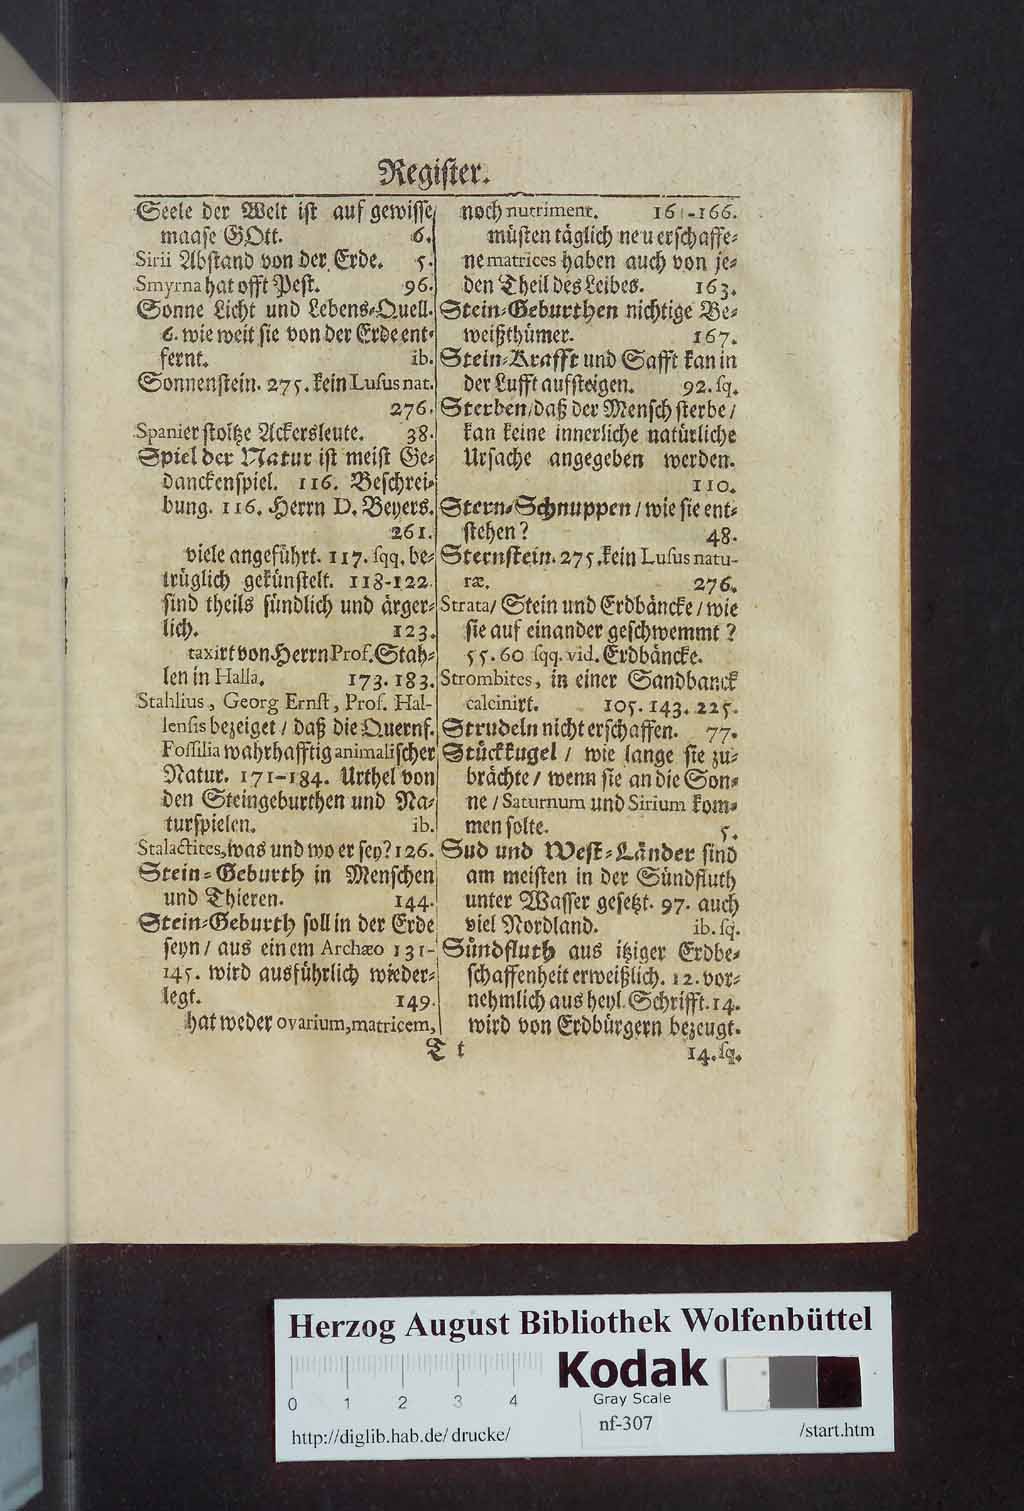 Register.
Seele der Welt ist auf gewisse
maase GOtt. 6.
Sirii Abstand von der Erde. 5.
Smyrna hat offt Pest. 96.
Sonne Licht und Lebens-Quell.
6. wie weit sie von der Erde ent-
fernt. ib.
Sonnenstein. 275. kein Lusus nat.
276.
Spanier stoltze Ackersleute. 38.
Spiel der Natur ist meist Ge-
danckenspiel. 116. Beschrei-
bung. 116. Herrn D. Beyers.
261.
viele angeführt. 117. sqq. be-
trüglich gekünstelt. 118-122.
sind theils sündlich und ärger-
lich. 123.
taxirt von Herrn Prof. Stah-
len in Halla. 173. 183.
Stahlius, Georg Ernst, Prof. Hal-
lensis bezeiget / daß die Quernf.
Fossilia wahrhafftig animalischer
Natur. 171-184. Urthel von
den Steingeburthen und Na-
turspielen. ib.
Stalactites, was und wo er sey? 126.
Stein-Geburth in Menschen
und Thieren. 144.
Stein-Geburth soll in der Erde
seyn / aus einem Archæo 131-
145. wird ausführlich wieder-
legt. 149.
hat weder ovarium, matricem,
noch nutriment. 161-166.
müsten täglich neu erschaffe-
ne matrices haben auch von je-
den Theil des Leibes. 163.
Stein-Geburthen nichtige Be-
weißthümer. 167.
Stein-Krafft und Safft kan in
der Lufft aufsteigen. 92. sq.
Sterben / daß der Mensch sterbe /
kan keine innerliche natürliche
Ursache angegeben werden.
110.
Stern-Schnuppen / wie sie ent-
stehen? 48.
Sternstein. 275. kein Lusus natu-
ræ. 276.
Strata / Stein und Erdbäncke / wie
sie auf einander geschwemmt?
55. 60 sqq. vid. Erdbäncke.
Strombites, in einer Sandbanck
calcinirt. 105. 143. 225.
Strudeln nicht erschaffen. 77.
Stückkugel / wie lange sie zu-
brächte / wenn sie an die Son-
ne / Saturnum und Sirium kom-
men solte. 5.
Sud und West-Länder sind
am meisten in der Sündfluth
unter Wasser gesetzt. 97. auch
viel Nordland. ib. sq.
Sündfluth aus itziger Erdbe-
schaffenheit erweißlich. 12. vor-
nehmlich aus heyl. Schrifft. 14.
wird von Erdbürgern bezeugt.
T t 14. sq.
Herzog August Bibliothek Wolfenbüttel
0 1 2 3 4
Kodak
Gray Scale
http://diglib.hab.de/drucke/
nf-307
/start.htm